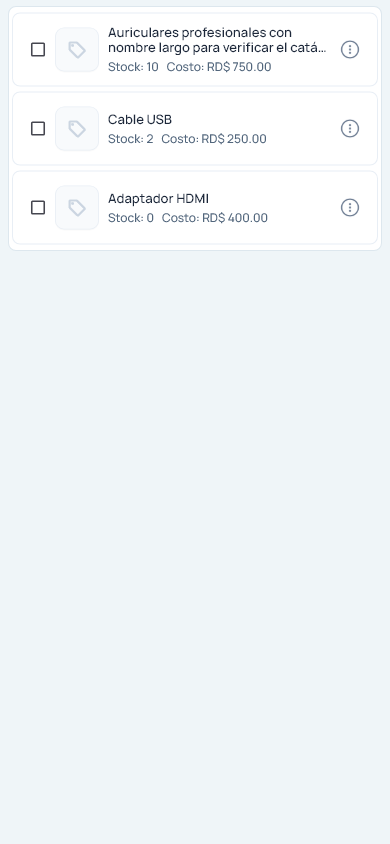 Auriculares profesionales con
nombre largo para verificar el catá...
Stock: 10 Costo: RD$ 750.00
Cable USB
Stock: 2 Costo: RD$ 250.00
Adaptador HDMI
Stock: 0 Costo: RD$ 400.00